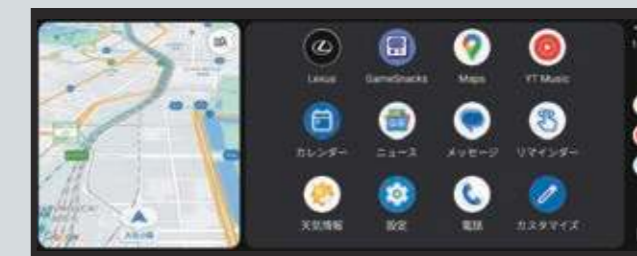 Lexus GameSnacks Maps YT Music
カレンダー ニュース メッセージ リマインダー
天気情報 設定 電話 カスタマイズ